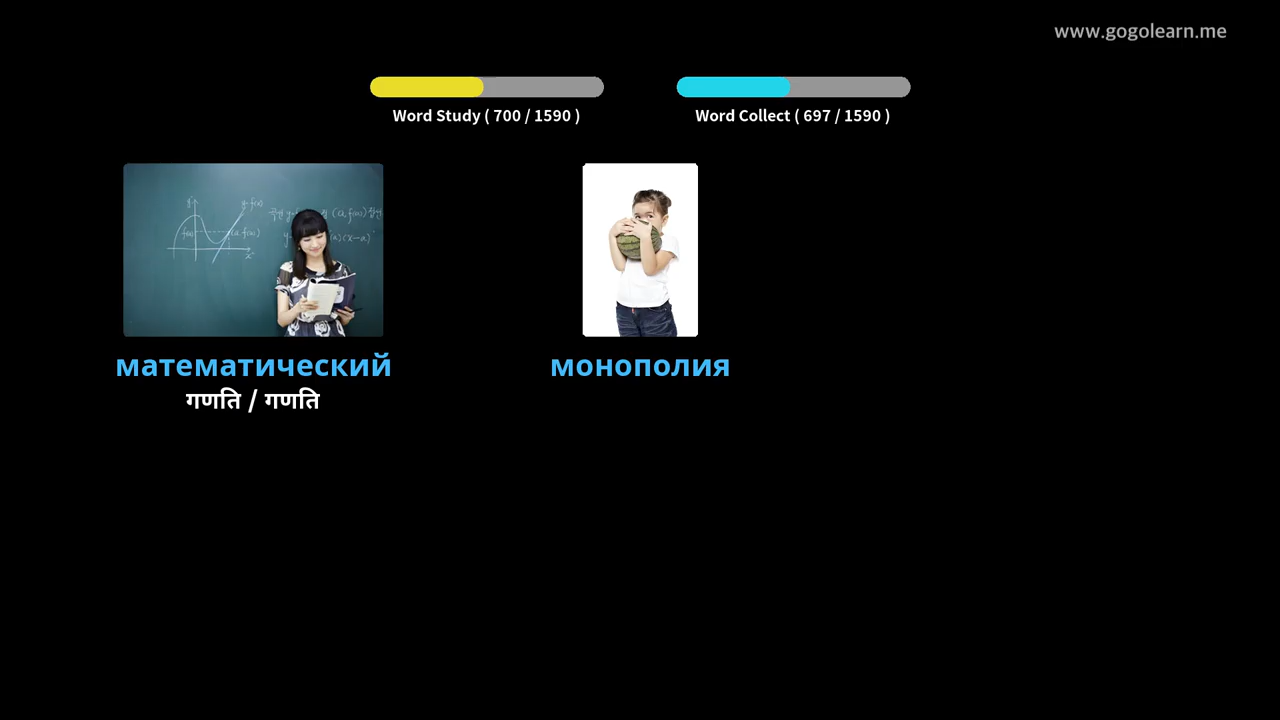 www.gogolearn.me
Word Study ( 700 / 1590 )
Word Collect ( 697 / 1590 )
y=f(x)
f(a)
(a, f(a))
x
математический
गणति / गणति
монополия